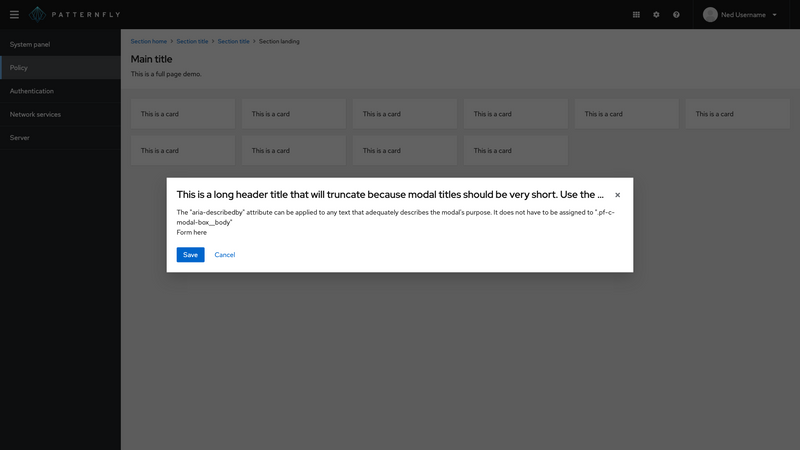 PATTERNFLY
Ned Username
System panel
Policy
Authentication
Network services
Server
Section home > Section title > Section title > Section landing
Main title
This is a full page demo.
This is a card This is a card This is a card This is a card This is a card This is a card
This is a card This is a card This is a card This is a card
This is a long header title that will truncate because modal titles should be very short. Use the ...
The "aria-describedby" attribute can be applied to any text that adequately describes the modal's purpose. It does not have to be assigned to ".pf-c-
modal-box__body"
Form here
Save Cancel